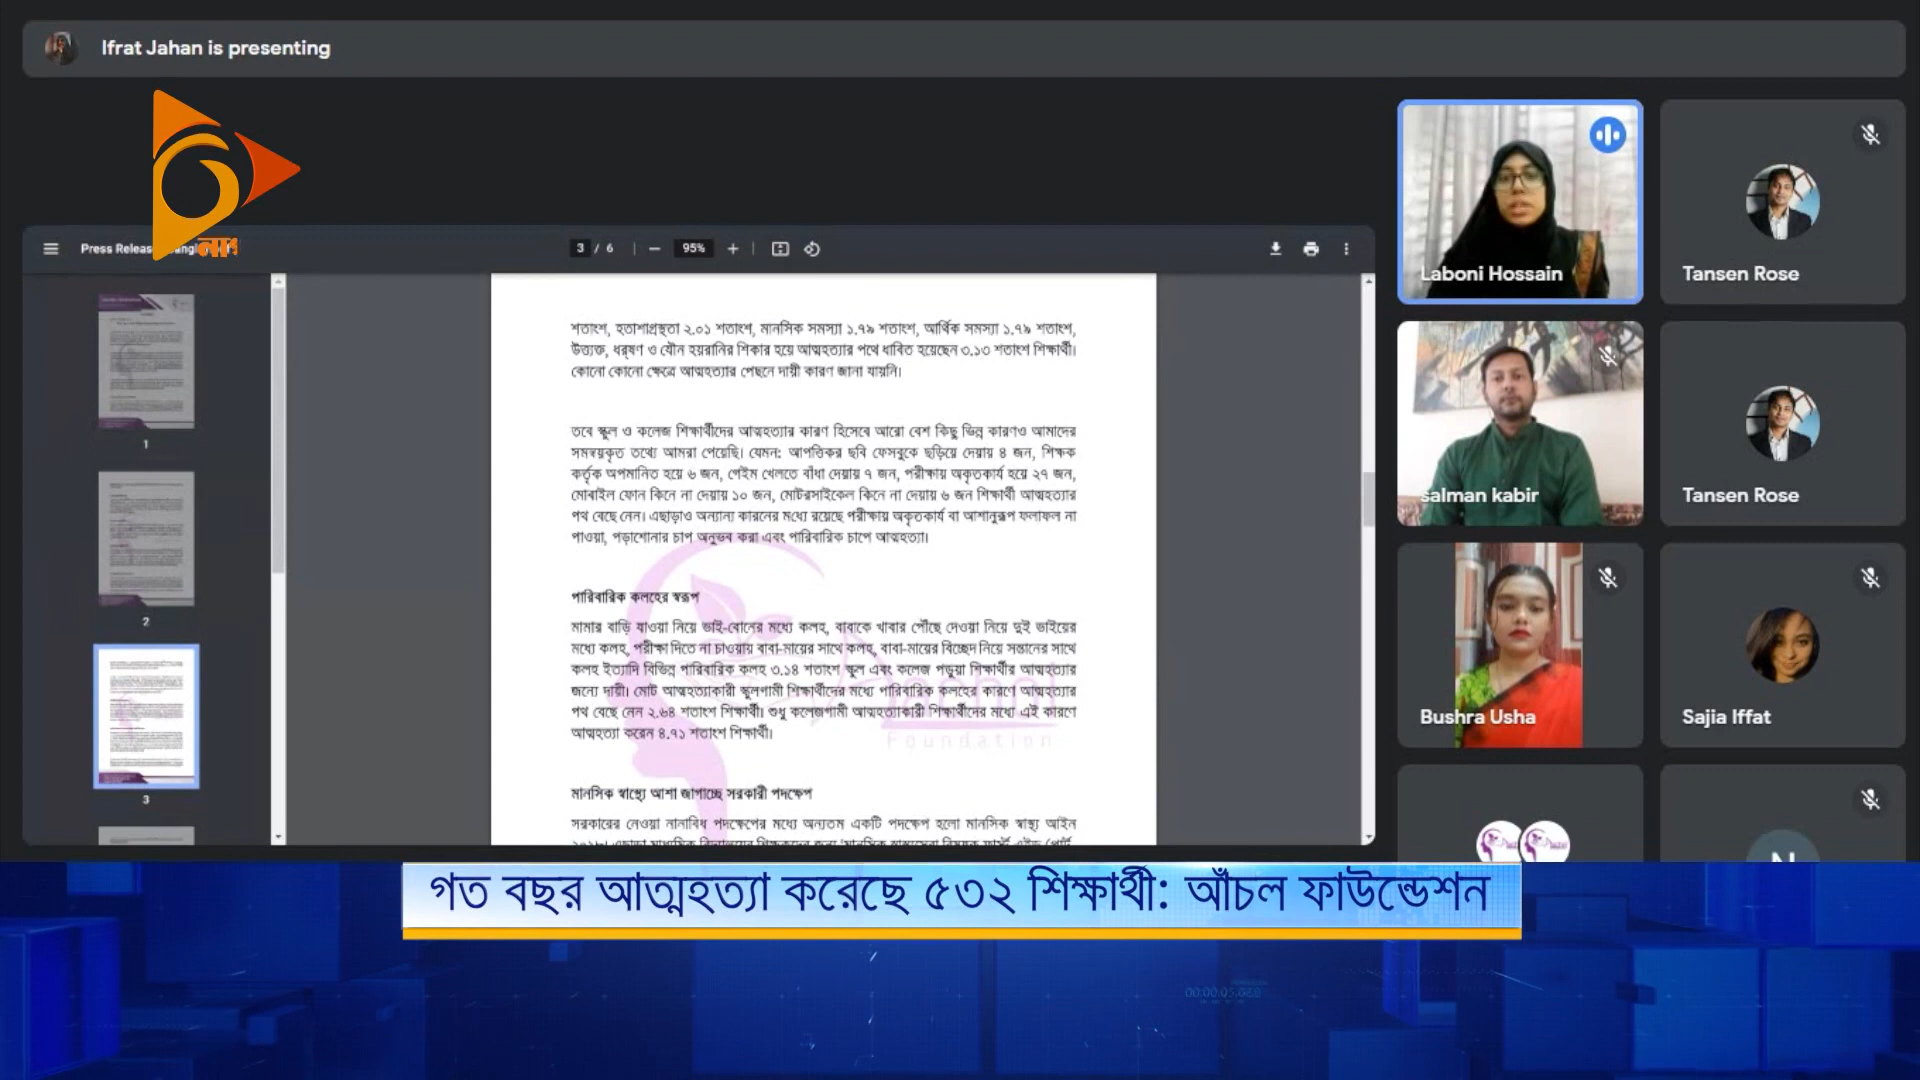 Ifrat Jahan is presenting
Press Releas
3 / 6
95%
শতাংশ, হতাশাগ্রস্থতা ২.০১ শতাংশ, মানসিক সমস্যা ১.৭৯ শতাংশ, আর্থিক সমস্যা ১.৭৯ শতাংশ,
উত্ত্যক্ত, ধর্ষণ ও যৌন হয়রানির শিকার হয়ে আত্মহত্যার পথে ধাবিত হয়েছেন ৩.১৩ শতাংশ শিক্ষার্থী।
কোনো কোনো ক্ষেত্রে আত্মহত্যার পেছনে দায়ী কারণ জানা যায়নি।
তবে স্কুল ও কলেজ শিক্ষার্থীদের আত্মহত্যার কারণ হিসেবে আরো বেশ কিছু ভিন্ন কারণও আমাদের
সমন্বয়কৃত তথ্যে আমরা পেয়েছি। যেমন: আপত্তিকর ছবি ফেসবুকে ছড়িয়ে দেয়ায় ৪ জন, শিক্ষক
কর্তৃক অপমানিত হয়ে ৬ জন, গেইম খেলতে বাঁধা দেয়ায় ৭ জন, পরীক্ষায় অকৃতকার্য হয়ে ২৭ জন,
মোবাইল ফোন কিনে না দেয়ায় ১০ জন, মোটরসাইকেল কিনে না দেয়ায় ৬ জন শিক্ষার্থী আত্মহত্যার
পথ বেছে নেন। এছাড়াও অন্যান্য কারনের মধ্যে রয়েছে পরীক্ষায় অকৃতকার্য বা আশানুরূপ ফলাফল না
পাওয়া, পড়াশোনার চাপ অনুভব করা এবং পারিবারিক চাপে আত্মহত্যা।
পারিবারিক কলহের স্বরূপ
মামার বাড়ি যাওয়া নিয়ে ভাই-বোনের মধ্যে কলহ, বাবাকে খাবার পৌঁছে দেওয়া নিয়ে দুই ভাইয়ের
মধ্যে কলহ, পরীক্ষা দিতে না চাওয়ায় বাবা-মায়ের সাথে কলহ, বাবা-মায়ের বিচ্ছেদ নিয়ে সন্তানের সাথে
কলহ ইত্যাদি বিভিন্ন পারিবারিক কলহ ৩.১৪ শতাংশ স্কুল এবং কলেজ পড়ুয়া শিক্ষার্থীর আত্মহত্যার
জন্যে দায়ী। মোট আত্মহত্যাকারী স্কুলগামী শিক্ষার্থীদের মধ্যে পারিবারিক কলহের কারণে আত্মহত্যার
পথ বেছে নেন ২.৬৪ শতাংশ শিক্ষার্থী। শুধু কলেজগামী আত্মহত্যাকারী শিক্ষার্থীদের মধ্যে এই কারণে
আত্মহত্যা করেন ৪.৭১ শতাংশ শিক্ষার্থী।
Foundation
মানসিক স্বাস্থ্যে আশা জাগাচ্ছে সরকারী পদক্ষেপ
সরকারের নেওয়া নানাবিধ পদক্ষেপের মধ্যে অন্যতম একটি পদক্ষেপ হলো মানসিক স্বাস্থ্য আইন
1
2
3
Laboni Hossain
Tansen Rose
salman kabir
Tansen Rose
Bushra Usha
Sajia Iffat
গত বছর আত্মহত্যা করেছে ৫৩২ শিক্ষার্থী: আঁচল ফাউন্ডেশন